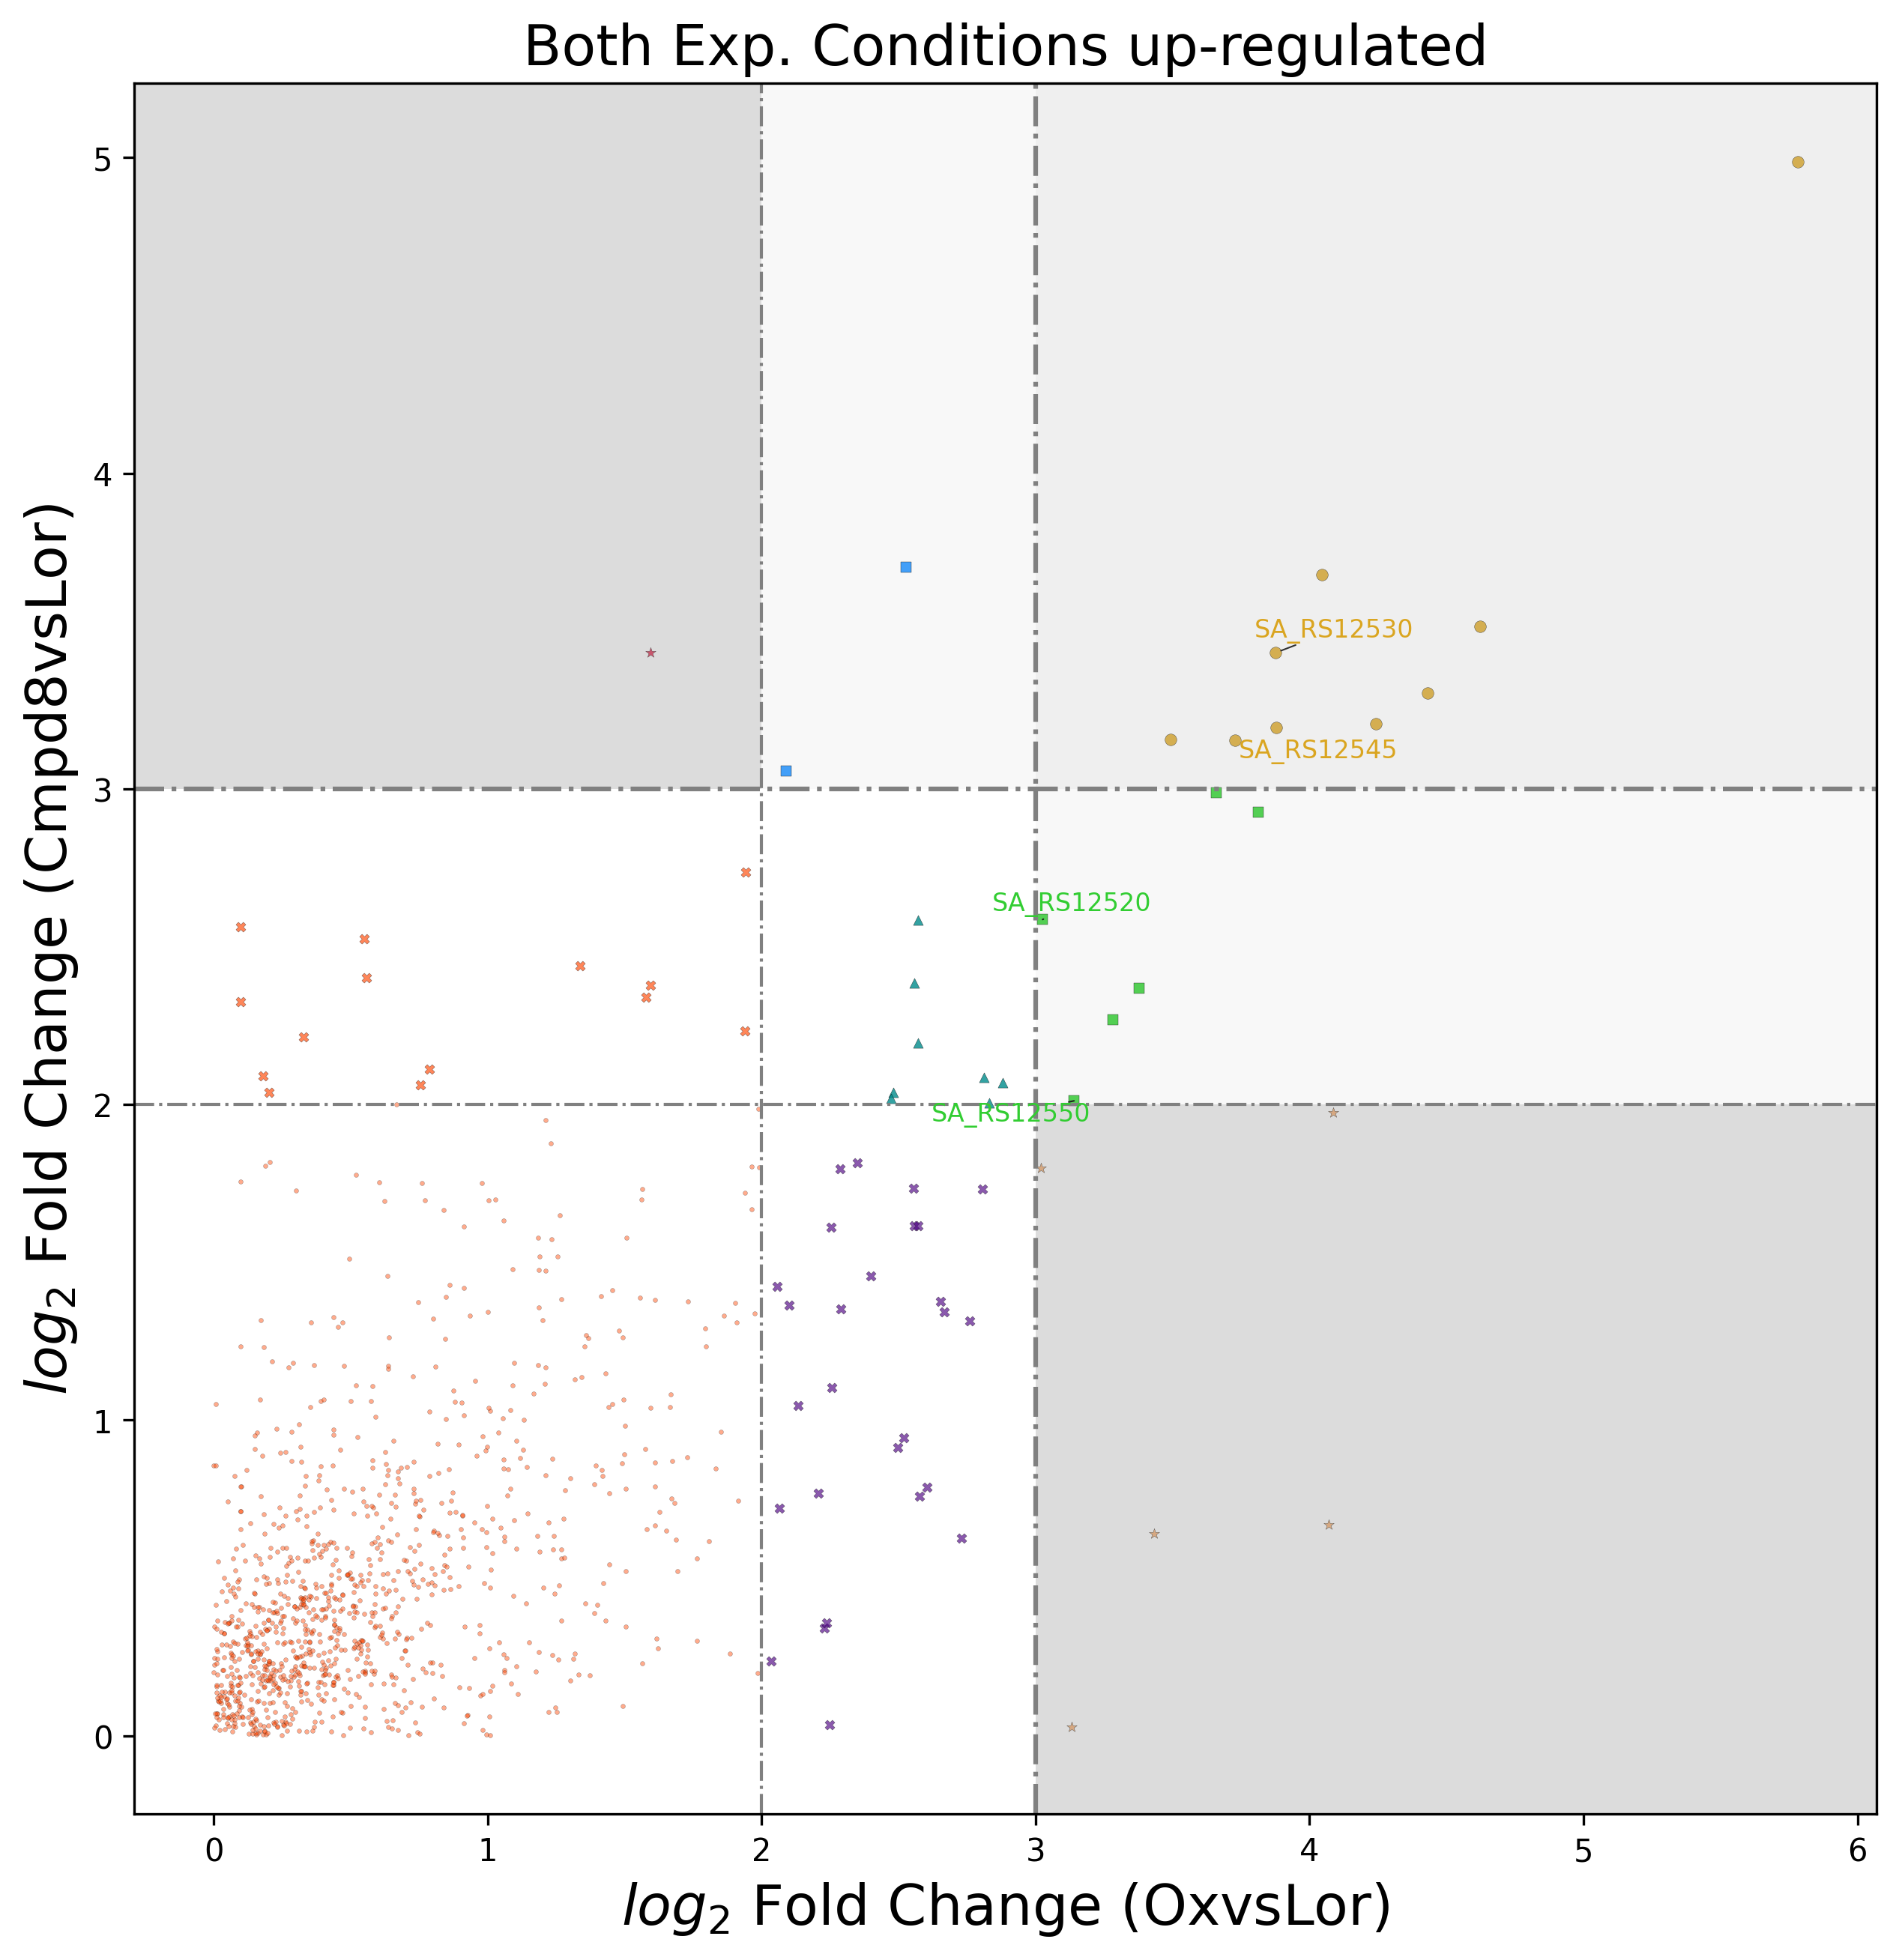 Both Exp. Conditions up-regulated
log2 Fold Change (Cmpd8vsLor)
5
4
3
2
1
0
SA_RS12530
SA_RS12545
SA_RS12520
SA_RS12550
0 1 2 3 4 5 6
log2 Fold Change (OxvsLor)